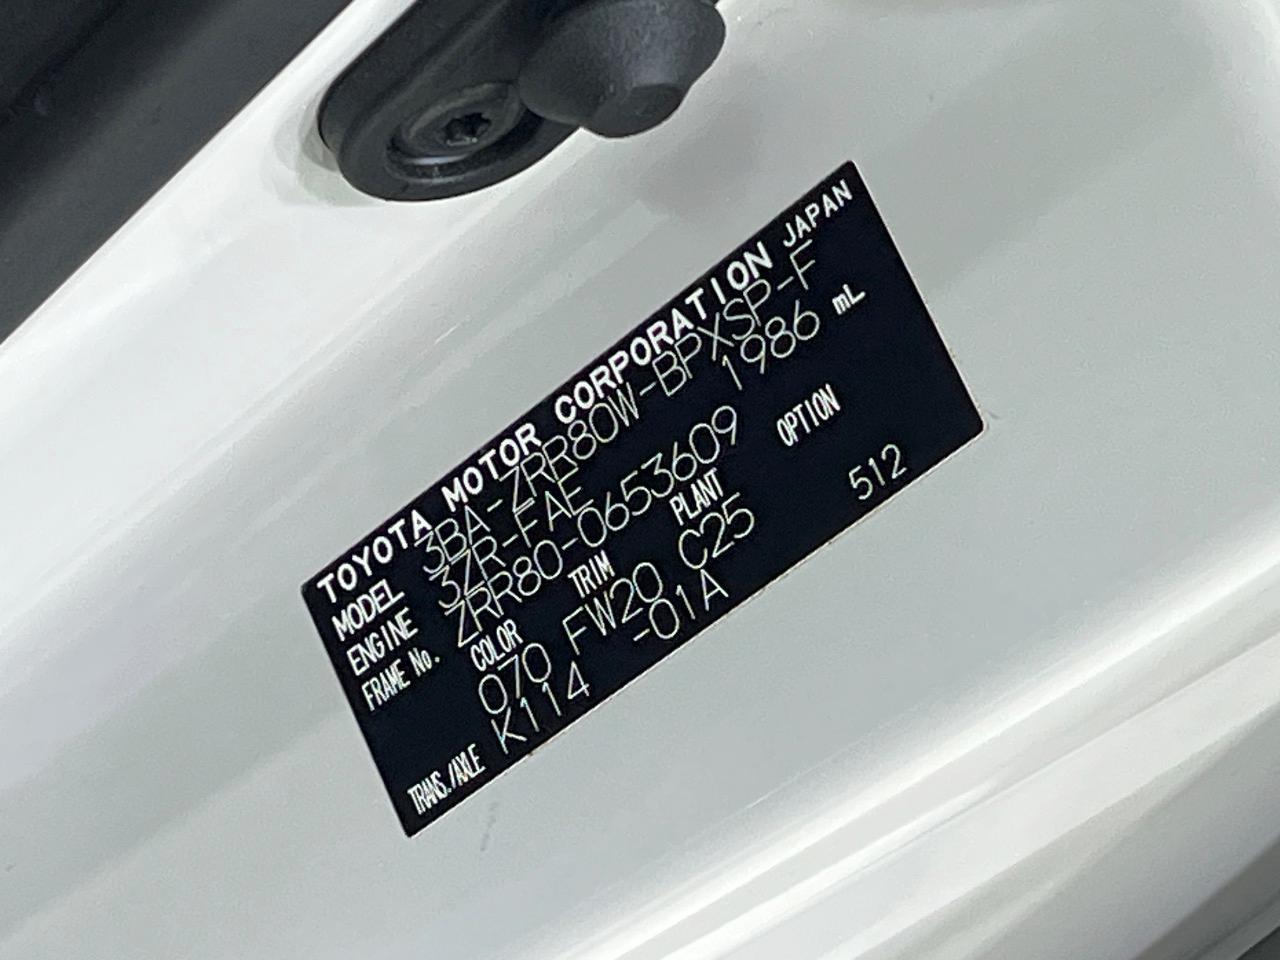 TOYOTA MOTOR CORPORATION JAPAN
MODEL 3BA-ZRR80W-BPXSP-F
ENGINE 3ZR-FAE 1986 mL
FRAME No. ZRR80-0653609
COLOR TRIM PLANT OPTION
070 FW20 C25 512
TRANS./AXLE K114 -01A